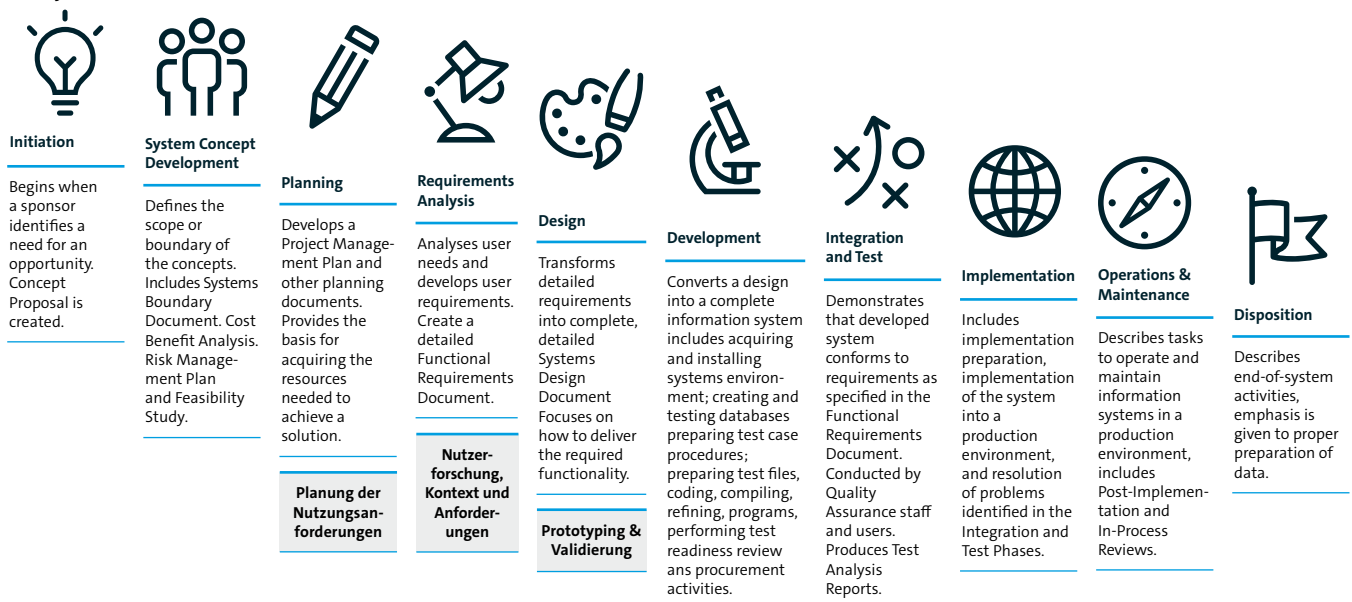 Initiation
Begins when
a sponsor
identifies a
need for an
opportunity.
Concept
Proposal is
created.
System Concept
Development
Defines the
scope or
boundary of
the concepts.
Includes Systems
Boundary
Document. Cost
Benefit Analysis.
Risk Manage-
ment Plan
and Feasibility
Study.
Planning
Develops a
Project Manage-
ment Plan and
other planning
documents.
Provides the
basis for
acquiring the
resources
needed to
achieve a
solution.
Planung der
Nutzungsan-
forderungen
Requirements
Analysis
Analyses user
needs and
develops user
requirements.
Create a
detailed
Functional
Requirements
Document.
Nutzer-
forschung,
Kontext und
Anforder-
ungen
Design
Transforms
detailed
requirements
into complete,
detailed
Systems
Design
Document
Focuses on
how to deliver
the required
functionality.
Prototyping &
Validierung
Development
Converts a design
into a complete
information system
includes acquiring
and installing
systems environ-
ment; creating and
testing databases
preparing test case
procedures;
preparing test files,
coding, compiling,
refining, programs,
performing test
readiness review
ans procurement
activities.
Integration
and Test
Demonstrates
that developed
system
conforms to
requirements as
specified in the
Functional
Requirements
Document.
Conducted by
Quality
Assurance staff
and users.
Produces Test
Analysis
Reports.
Implementation
Includes
implementation
preparation,
implementation
of the system
into a
production
environment,
and resolution
of problems
identified in the
Integration and
Test Phases.
Operations &
Maintenance
Describes tasks
to operate and
maintain
information
systems in a
production
environment,
includes
Post-Implemen-
tation and
In-Process
Reviews.
Disposition
Describes
end-of-system
activities,
emphasis is
given to proper
preparation of
data.